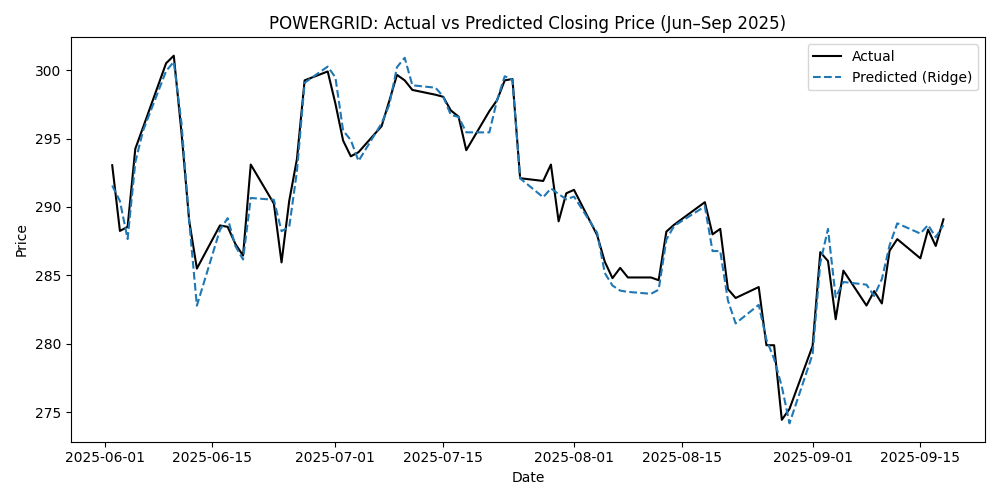 POWERGRID: Actual vs Predicted Closing Price (Jun–Sep 2025)
Actual
Predicted (Ridge)
Price
300
295
290
285
280
275
2025-06-01 2025-06-15 2025-07-01 2025-07-15 2025-08-01 2025-08-15 2025-09-01 2025-09-15
Date